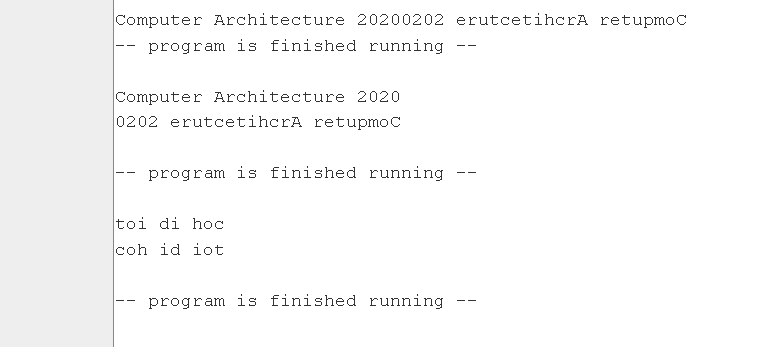 Computer Architecture 20200202 erutcetihcrA retupmoC
-- program is finished running --
Computer Architecture 2020
0202 erutcetihcrA retupmoC
-- program is finished running --
toi di hoc
coh id iot
-- program is finished running --